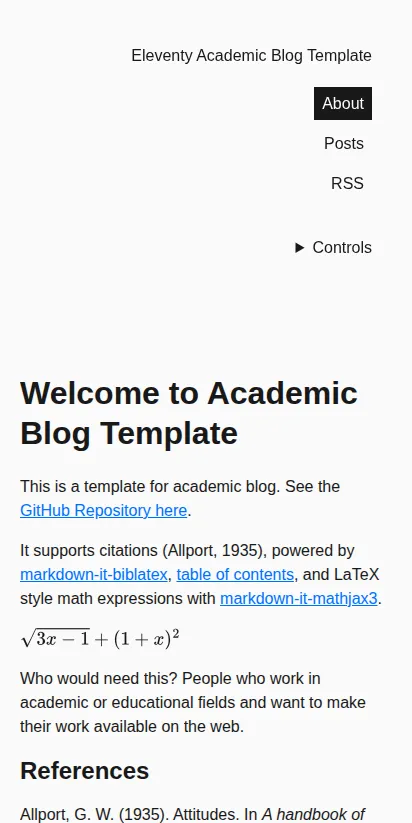 Eleventy Academic Blog Template
About
Posts
RSS
▶ Controls
Welcome to Academic
Blog Template
This is a template for academic blog. See the
GitHub Repository here.
It supports citations (Allport, 1935), powered by
markdown-it-biblatex, table of contents, and LaTeX
style math expressions with markdown-it-mathjax3.
√(3x − 1) + (1 + x)²
Who would need this? People who work in
academic or educational fields and want to make
their work available on the web.
References
Allport, G. W. (1935). Attitudes. In A handbook of